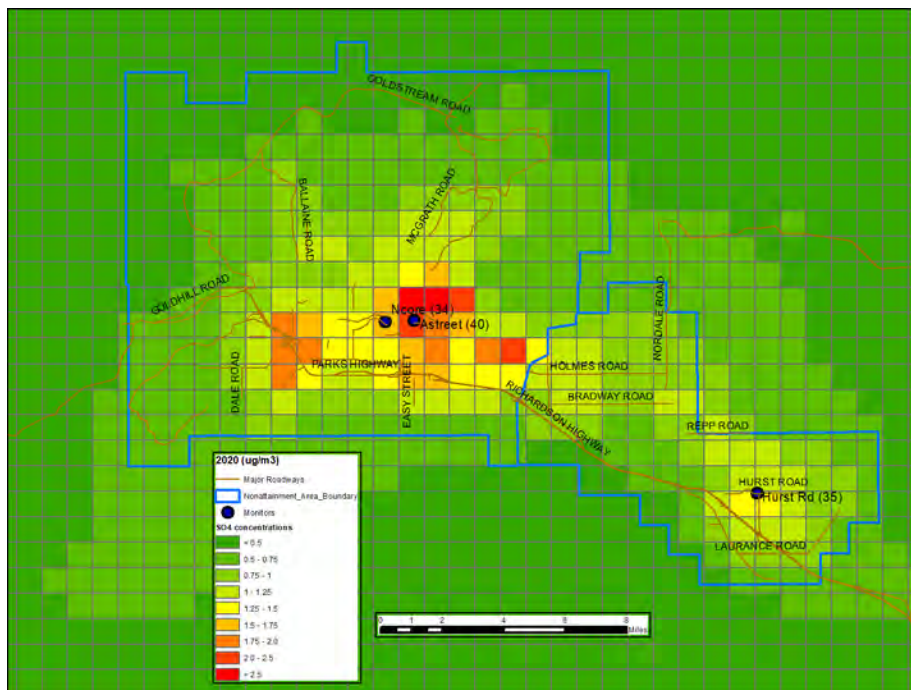 GOLDSTREAM ROAD
BALLAINE ROAD
MCGRATH ROAD
GOLDHILL ROAD
NORDALE ROAD
Ncore (34)
Astreet (40)
PARKS HIGHWAY
HOLMES ROAD
DALE ROAD
EASY STREET
BRADWAY ROAD
RICHARDSON HIGHWAY
REPP ROAD
HURST ROAD
Hurst Rd (35)
LAURANCE ROAD
2020 (ug/m3)
Major Roadways
Nonattainment_Area_Boundary
Monitors
SO4 concentrations
< 0.5
0.5 - 0.75
0.75 - 1
1 - 1.25
1.25 - 1.5
1.5 - 1.75
1.75 - 2.0
2.0 - 2.5
> 2.5
0 1 2 4 6 8
Miles